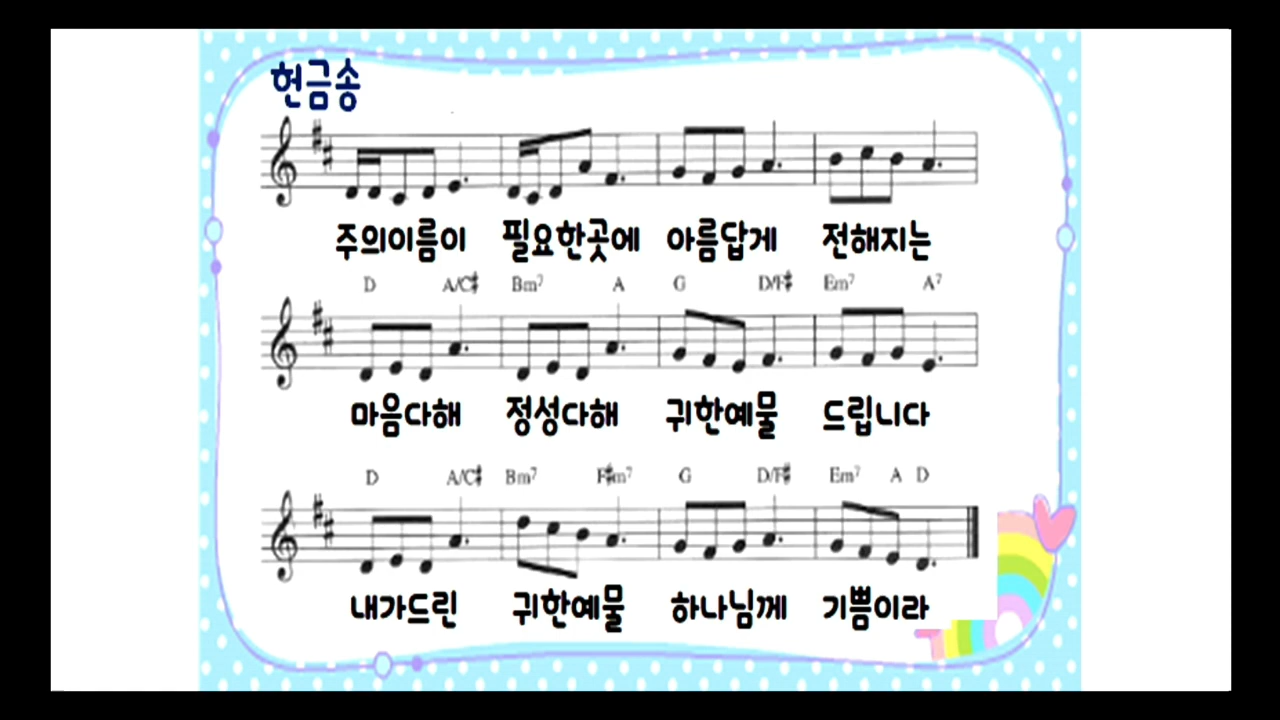 헌금송
주의이름이 필요한곳에 아름답게 전해지는
D A/C♯ Bm7 A G D/F♯ Em7 A7
마음다해 정성다해 귀한예물 드립니다
D A/C♯ Bm7 F♯m7 G D/F♯ Em7 A D
내가드린 귀한예물 하나님께 기쁨이라